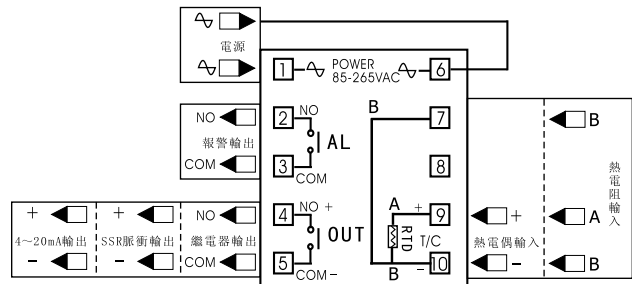 電源
1
POWER
85-265VAC
6
NO
報警輸出
COM
2
NO
AL
3
COM
B
7
8
B
熱電阻輸入
A
B
+
4~20mA輸出
-
+
SSR脈衝輸出
-
NO
繼電器輸出
COM
4
NO +
OUT
5
COM -
A
+
9
RTD
T/C
B
-
10
+
熱電偶輸入
-